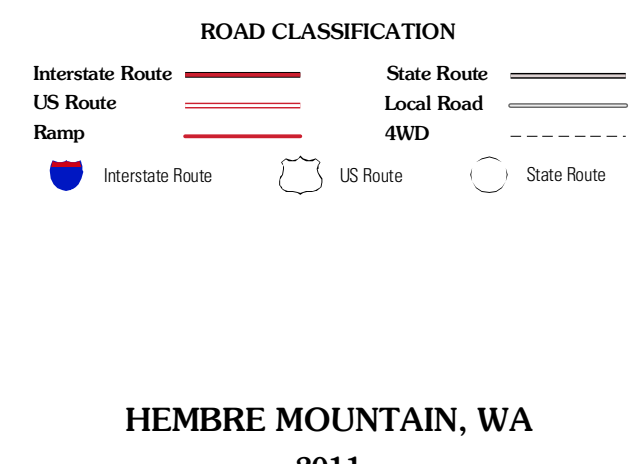 ROAD CLASSIFICATION
Interstate Route State Route
US Route Local Road
Ramp 4WD
Interstate Route US Route State Route
HEMBRE MOUNTAIN, WA
2011